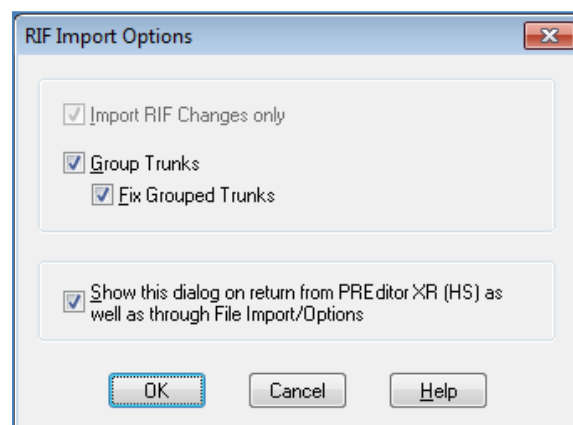 RIF Import Options
Import RIF Changes only
Group Trunks
Fix Grouped Trunks
Show this dialog on return from PREditor XR (HS) as
well as through File Import/Options
OK Cancel Help